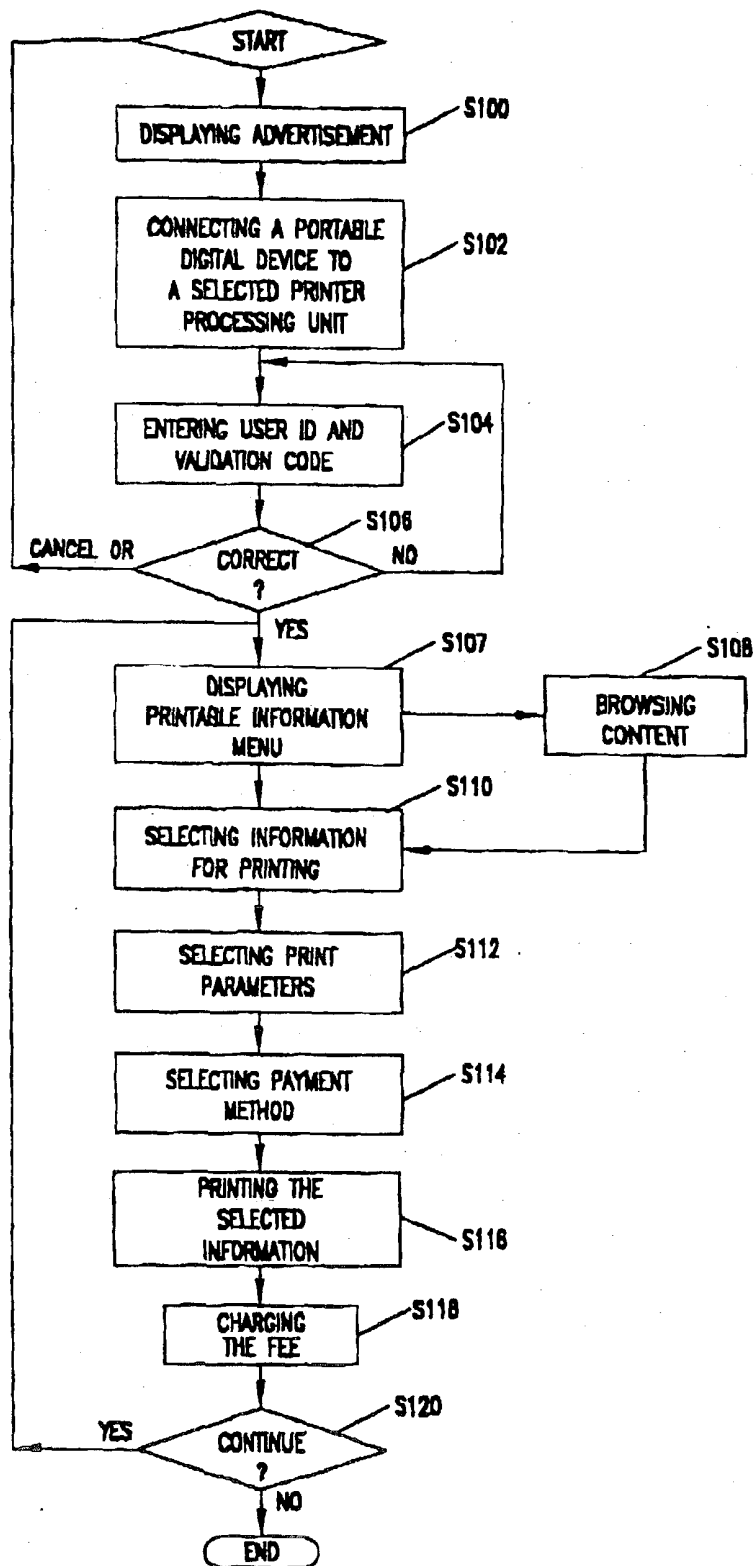 START
S100
DISPLAYING ADVERTISEMENT
CONNECTING A PORTABLE
DIGITAL DEVICE TO
A SELECTED PRINTER
PROCESSING UNIT
S102
ENTERING USER ID AND
VALIDATION CODE
S104
S106
CANCEL OR
CORRECT
?
NO
YES
S107
DISPLAYING
PRINTABLE INFORMATION
MENU
S108
BROWSING
CONTENT
S110
SELECTING INFORMATION
FOR PRINTING
SELECTING PRINT
PARAMETERS
S112
SELECTING PAYMENT
METHOD
S114
PRINTING THE
SELECTED
INFORMATION
S116
CHARGING
THE FEE
S118
S120
YES
CONTINUE
?
NO
END